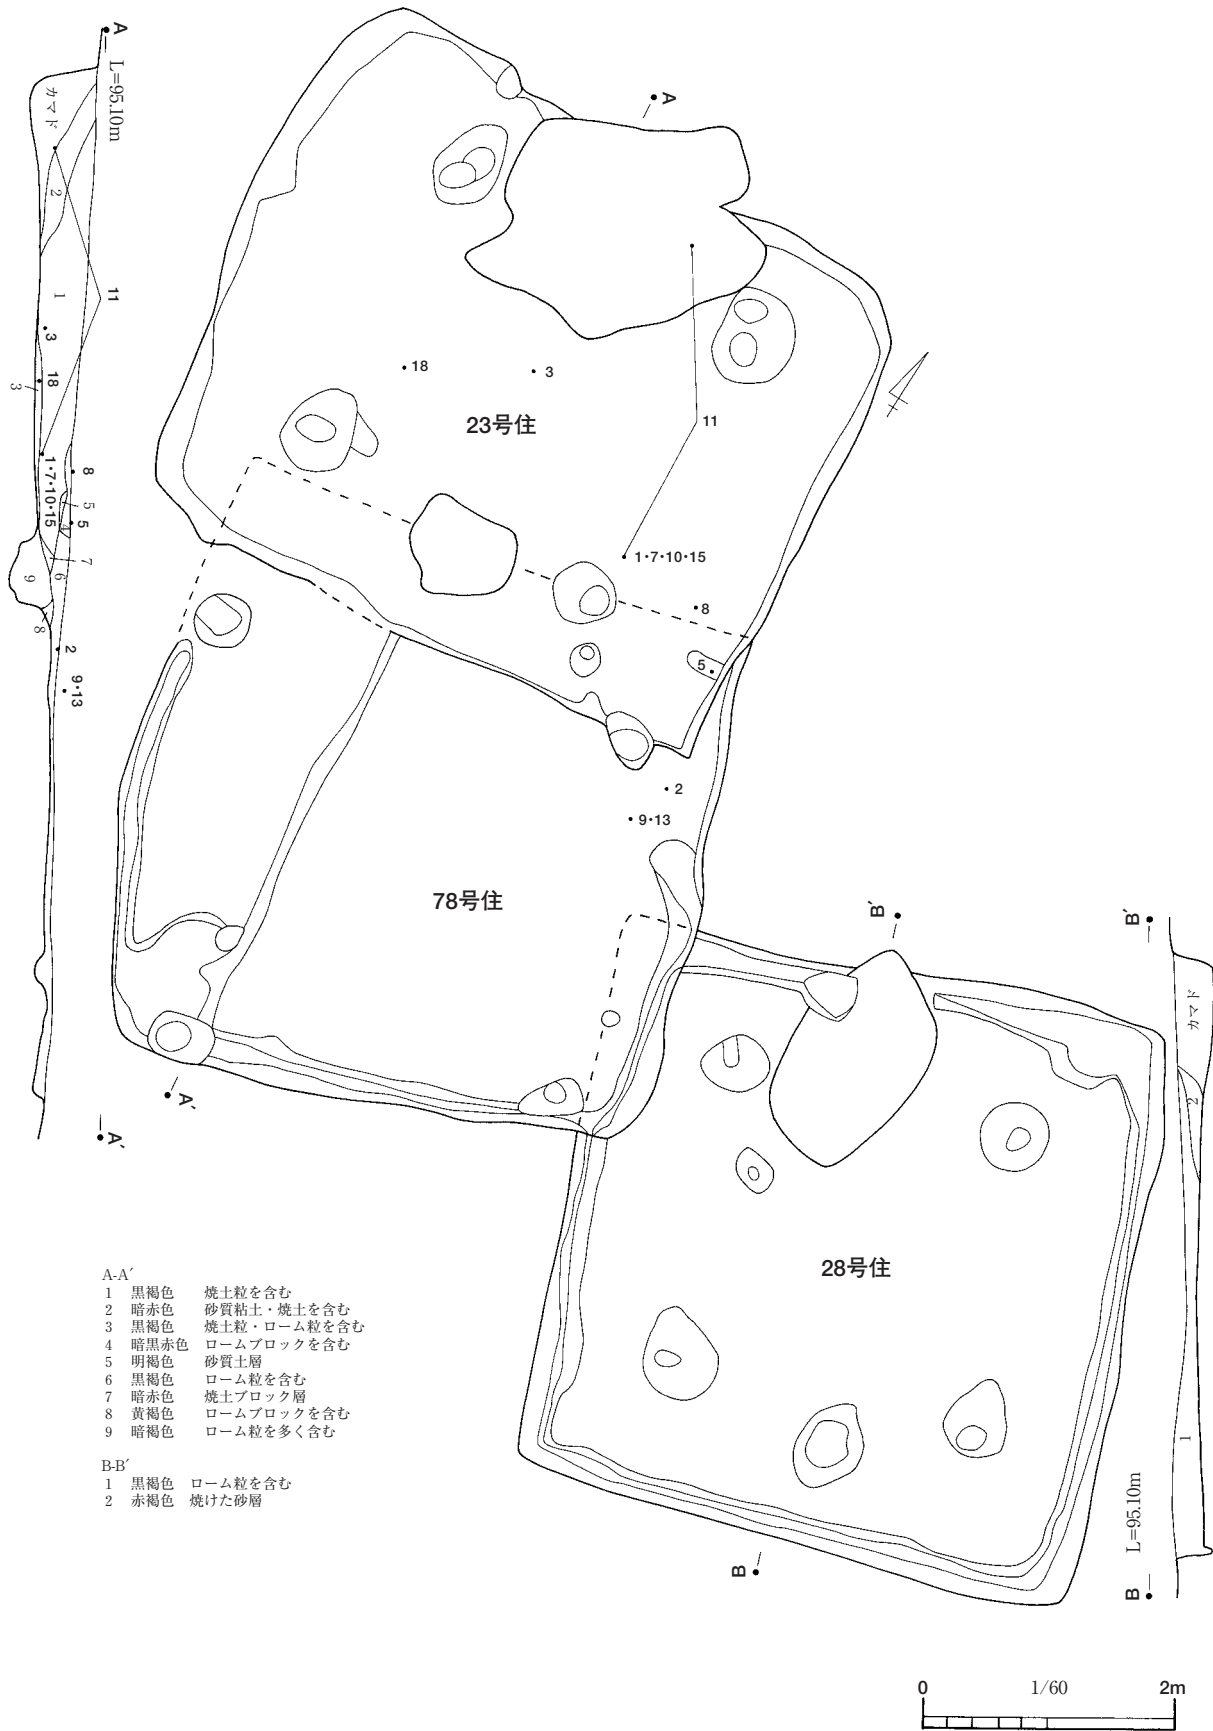 A
L=95.10m
カマド
2
1
11
3
18
3
1・7・10・15
8
5
5
4
7
6
9
8
2
9・13
A´
A
18
3
23号住
11
1・7・10・15
8
5
2
9・13
78号住
A´
B´
B´
カマド
2
1
28号住
L=95.10m
B
B
A-A´
1 黒褐色 焼土粒を含む
2 暗赤色 砂質粘土・焼土を含む
3 黒褐色 焼土粒・ローム粒を含む
4 暗黒赤色 ロームブロックを含む
5 明褐色 砂質土層
6 黒褐色 ローム粒を含む
7 暗赤色 焼土ブロック層
8 黄褐色 ロームブロックを含む
9 暗褐色 ローム粒を多く含む
B-B´
1 黒褐色 ローム粒を含む
2 赤褐色 焼けた砂層
0 1/60 2m